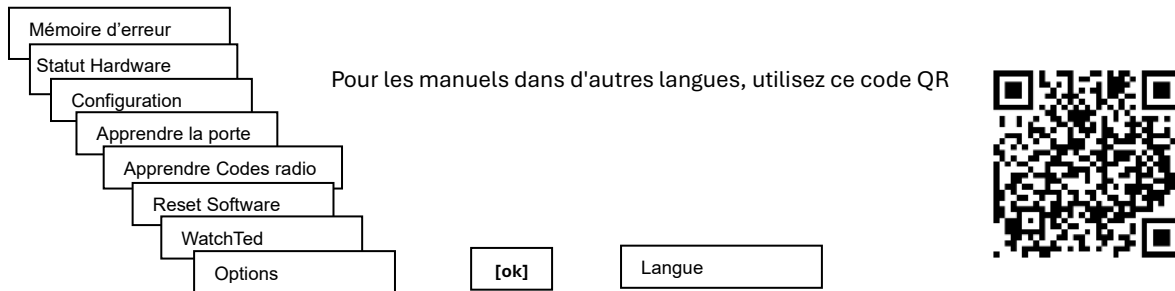 Mémoire d’erreur
Statut Hardware
Pour les manuels dans d'autres langues, utilisez ce code QR
Configuration
Apprendre la porte
Apprendre Codes radio
Reset Software
WatchTed
Options
[ok]
Langue